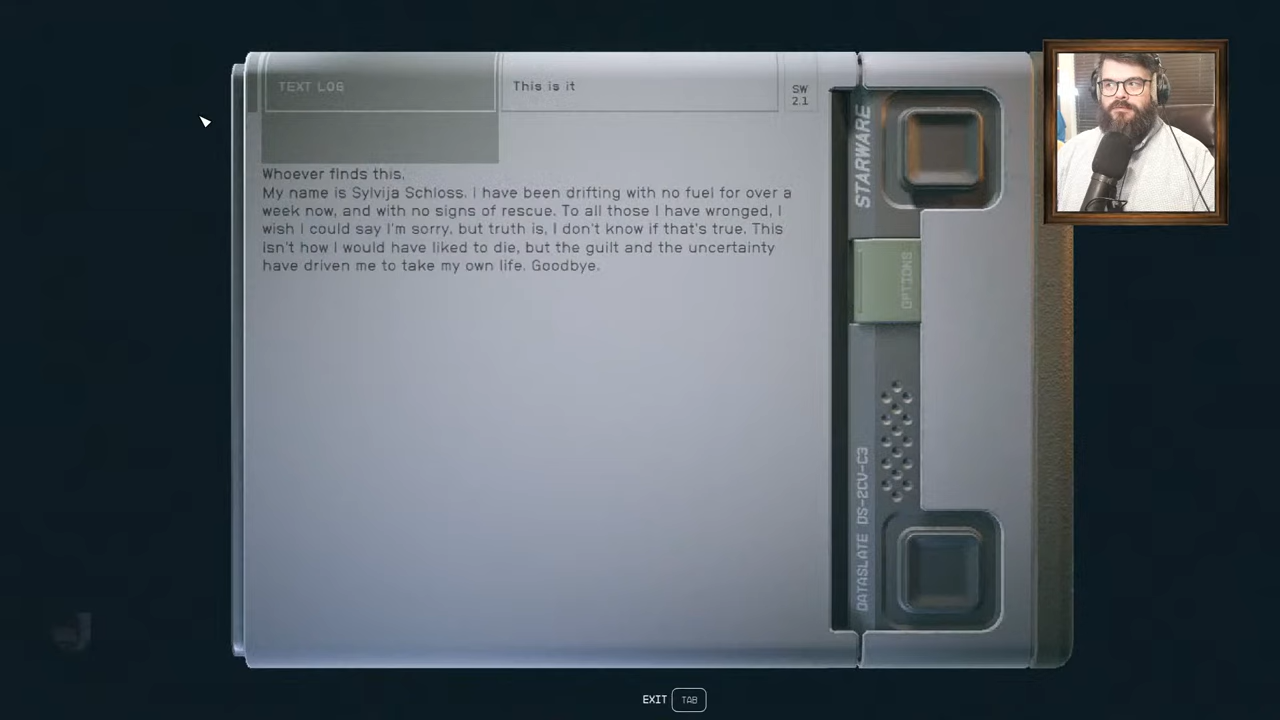 TEXT LOG
This is it
SW
2.1
Whoever finds this,
My name is Sylvija Schloss. I have been drifting with no fuel for over a
week now, and with no signs of rescue. To all those I have wronged, I
wish I could say I'm sorry, but truth is, I don't know if that's true. This
isn't how I would have liked to die, but the guilt and the uncertainty
have driven me to take my own life. Goodbye.
STARWARE
OPTIONS
DATASLATE DS-2CV-C3
EXIT TAB